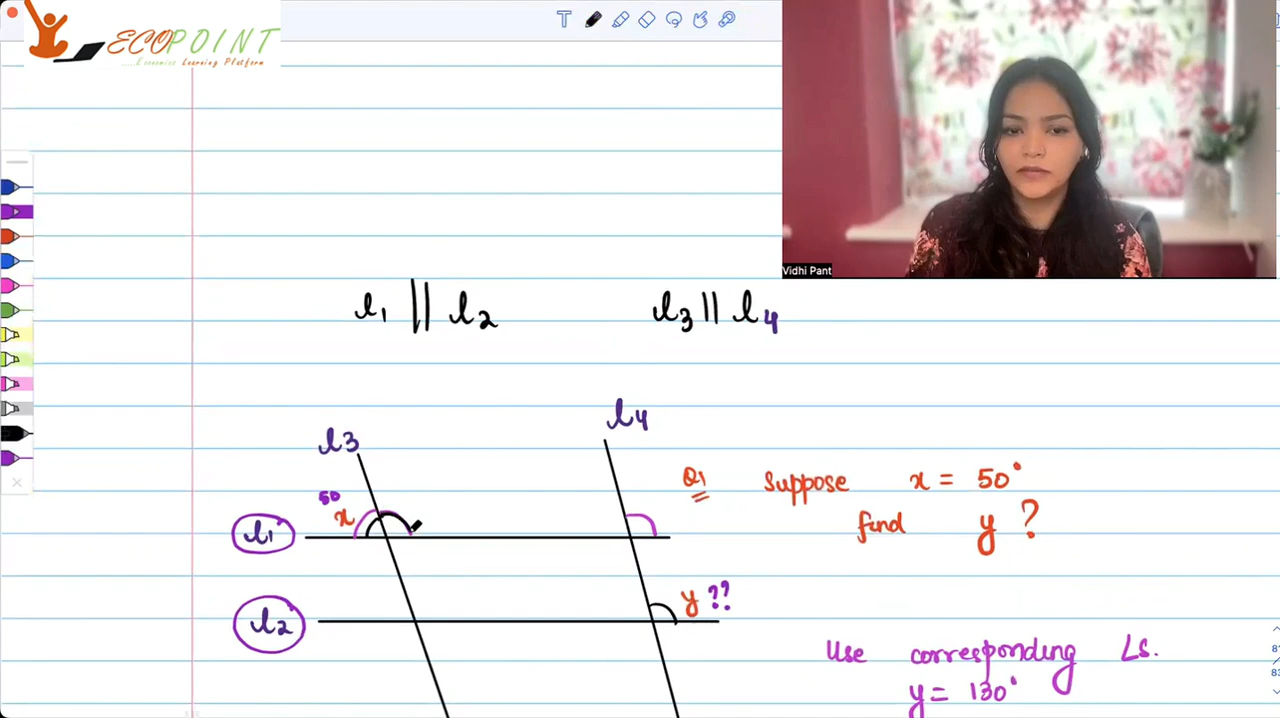 ECOPOINT
Economics Learning Platform
T
Vidhi Pant
l1 || l2
l3 || l4
l4
l3
Q1 Suppose x = 50°
50
x
find y ?
l1
y ??
l2
Use corresponding ∠s.
y = 130°